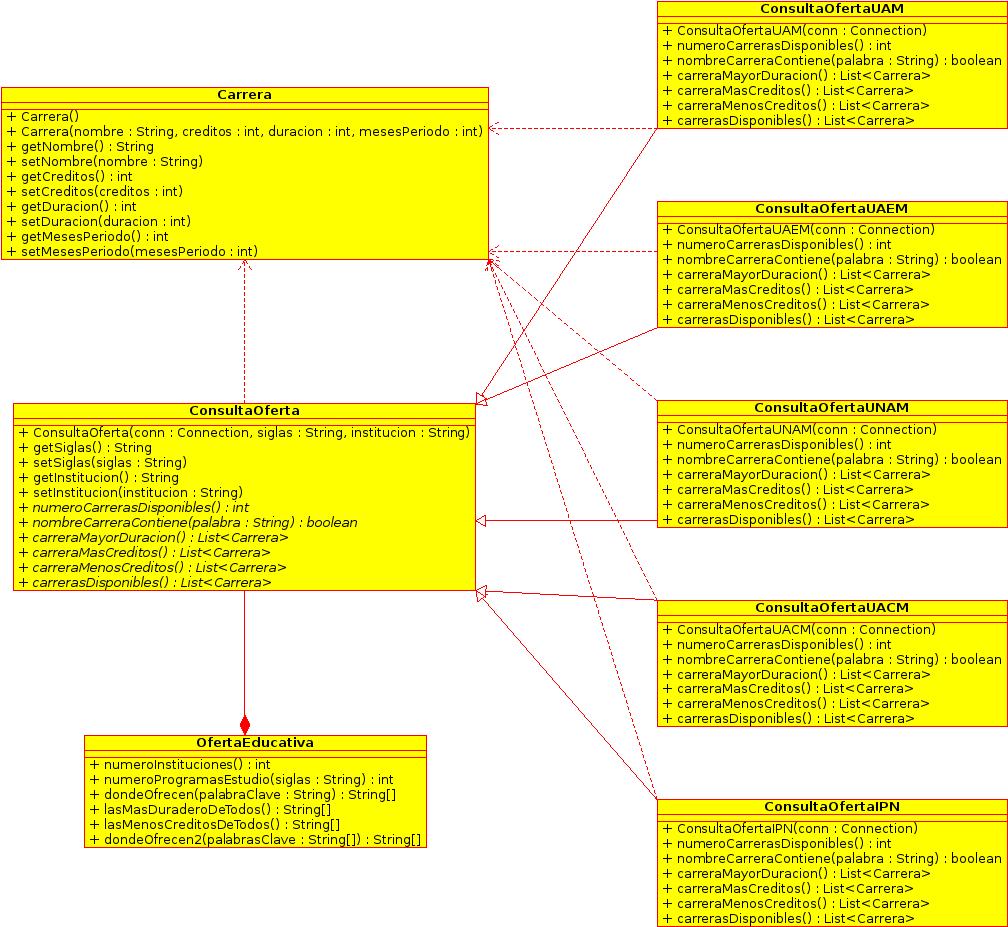 ConsultaOfertaUAM
+ ConsultaOfertaUAM(conn : Connection)
+ numeroCarrerasDisponibles() : int
+ nombreCarreraContiene(palabra : String) : boolean
+ carreraMayorDuracion() : List<Carrera>
+ carreraMasCreditos() : List<Carrera>
+ carreraMenosCreditos() : List<Carrera>
+ carrerasDisponibles() : List<Carrera>
Carrera
+ Carrera()
+ Carrera(nombre : String, creditos : int, duracion : int, mesesPeriodo : int)
+ getNombre() : String
+ setNombre(nombre : String)
+ getCreditos() : int
+ setCreditos(creditos : int)
+ getDuracion() : int
+ setDuracion(duracion : int)
+ getMesesPeriodo() : int
+ setMesesPeriodo(mesesPeriodo : int)
ConsultaOfertaUAEM
+ ConsultaOfertaUAEM(conn : Connection)
+ numeroCarrerasDisponibles() : int
+ nombreCarreraContiene(palabra : String) : boolean
+ carreraMayorDuracion() : List<Carrera>
+ carreraMasCreditos() : List<Carrera>
+ carreraMenosCreditos() : List<Carrera>
+ carrerasDisponibles() : List<Carrera>
ConsultaOferta
+ ConsultaOferta(conn : Connection, siglas : String, institucion : String)
+ getSiglas() : String
+ setSiglas(siglas : String)
+ getInstitucion() : String
+ setInstitucion(institucion : String)
+ numeroCarrerasDisponibles() : int
+ nombreCarreraContiene(palabra : String) : boolean
+ carreraMayorDuracion() : List<Carrera>
+ carreraMasCreditos() : List<Carrera>
+ carreraMenosCreditos() : List<Carrera>
+ carrerasDisponibles() : List<Carrera>
ConsultaOfertaUNAM
+ ConsultaOfertaUNAM(conn : Connection)
+ numeroCarrerasDisponibles() : int
+ nombreCarreraContiene(palabra : String) : boolean
+ carreraMayorDuracion() : List<Carrera>
+ carreraMasCreditos() : List<Carrera>
+ carreraMenosCreditos() : List<Carrera>
+ carrerasDisponibles() : List<Carrera>
ConsultaOfertaUACM
+ ConsultaOfertaUACM(conn : Connection)
+ numeroCarrerasDisponibles() : int
+ nombreCarreraContiene(palabra : String) : boolean
+ carreraMayorDuracion() : List<Carrera>
+ carreraMasCreditos() : List<Carrera>
+ carreraMenosCreditos() : List<Carrera>
+ carrerasDisponibles() : List<Carrera>
OfertaEducativa
+ numeroInstituciones() : int
+ numeroProgramasEstudio(siglas : String) : int
+ dondeOfrecen(palabraClave : String) : String[]
+ lasMasDuraderoDeTodos() : String[]
+ lasMenosCreditosDeTodos() : String[]
+ dondeOfrecen2(palabrasClave : String[]) : String[]
ConsultaOfertaIPN
+ ConsultaOfertaIPN(conn : Connection)
+ numeroCarrerasDisponibles() : int
+ nombreCarreraContiene(palabra : String) : boolean
+ carreraMayorDuracion() : List<Carrera>
+ carreraMasCreditos() : List<Carrera>
+ carreraMenosCreditos() : List<Carrera>
+ carrerasDisponibles() : List<Carrera>